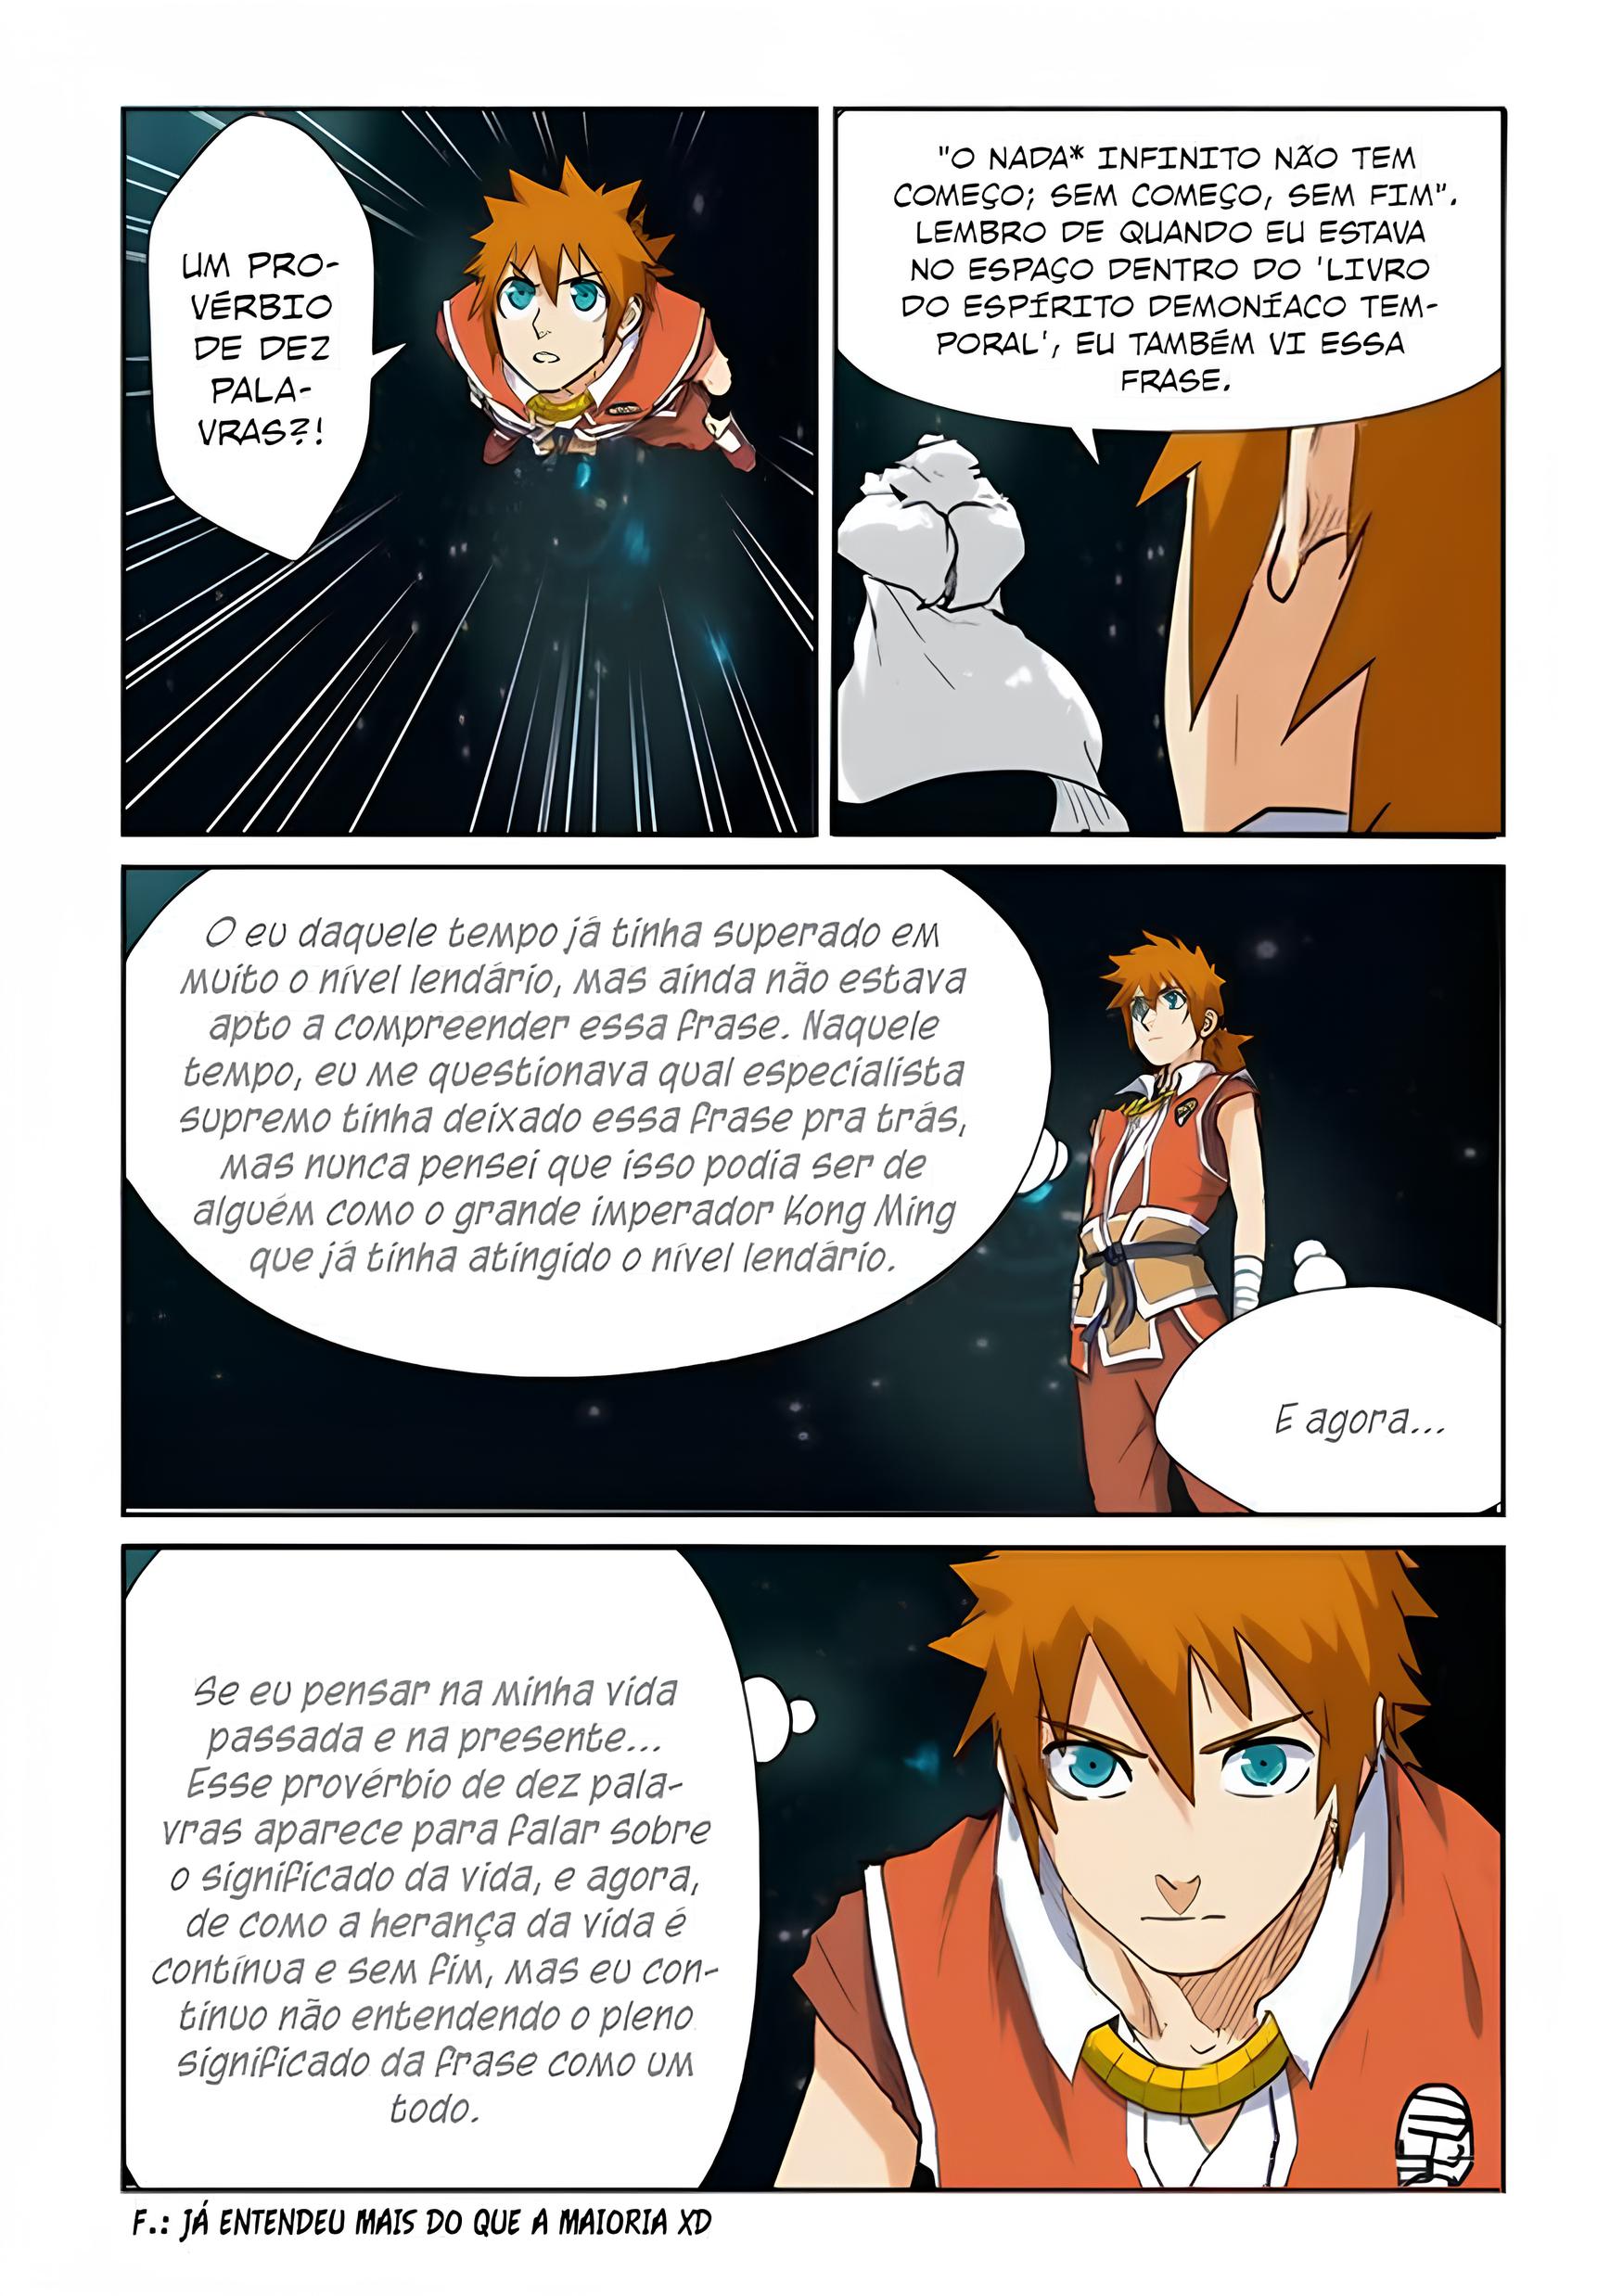 UM PRO-
VÉRBIO
DE DEZ
PALA-
VRAS?!
"O NADA* INFINITO NÃO TEM
COMEÇO; SEM COMEÇO, SEM FIM".
LEMBRO DE QUANDO EU ESTAVA
NO ESPAÇO DENTRO DO 'LIVRO
DO ESPÍRITO DEMONÍACO TEM-
PORAL', EU TAMBÉM VI ESSA
FRASE.
O eu daquele tempo já tinha superado em
muito o nível lendário, mas ainda não estava
apto a compreender essa frase. Naquele
tempo, eu me questionava qual especialista
supremo tinha deixado essa frase pra trás,
mas nunca pensei que isso podia ser de
alguém como o grande imperador Kong Ming
que já tinha atingido o nível lendário.
E agora...
Se eu pensar na minha vida
passada e na presente...
Esse provérbio de dez pala-
vras aparece para falar sobre
o significado da vida, e agora,
de como a herança da vida é
contínua e sem fim, mas eu con-
tinuo não entendendo o pleno
significado da frase como um
todo.
F.: JÁ ENTENDEU MAIS DO QUE A MAIORIA XD